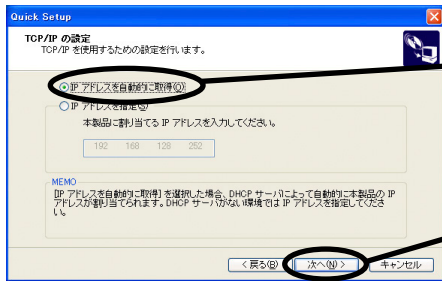 Quick Setup
TCP/IP の設定
TCP/IP を使用するための設定を行います。
IP アドレスを自動的に取得(O)
IP アドレスを指定(S)
本製品に割り当てる IP アドレスを入力してください。
192 168 128 252
MEMO
[IP アドレスを自動的に取得] を選択した場合、DHCP サーバによって自動的に本製品の IP
アドレスが割り当てられます。DHCP サーバがない環境では IP アドレスを指定してくださ
い。
< 戻る(B)
次へ(N) >
キャンセル